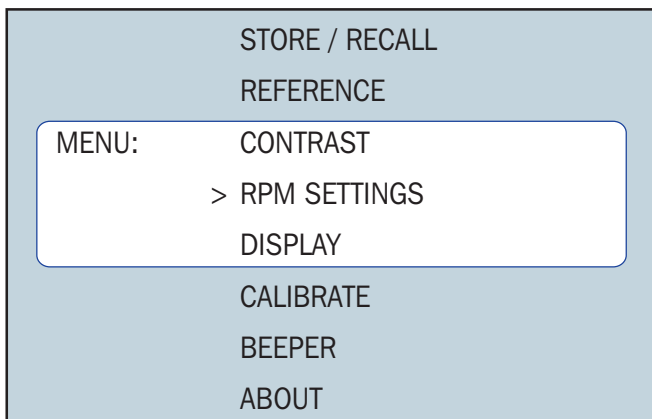 STORE / RECALL
REFERENCE
MENU: CONTRAST
> RPM SETTINGS
DISPLAY
CALIBRATE
BEEPER
ABOUT